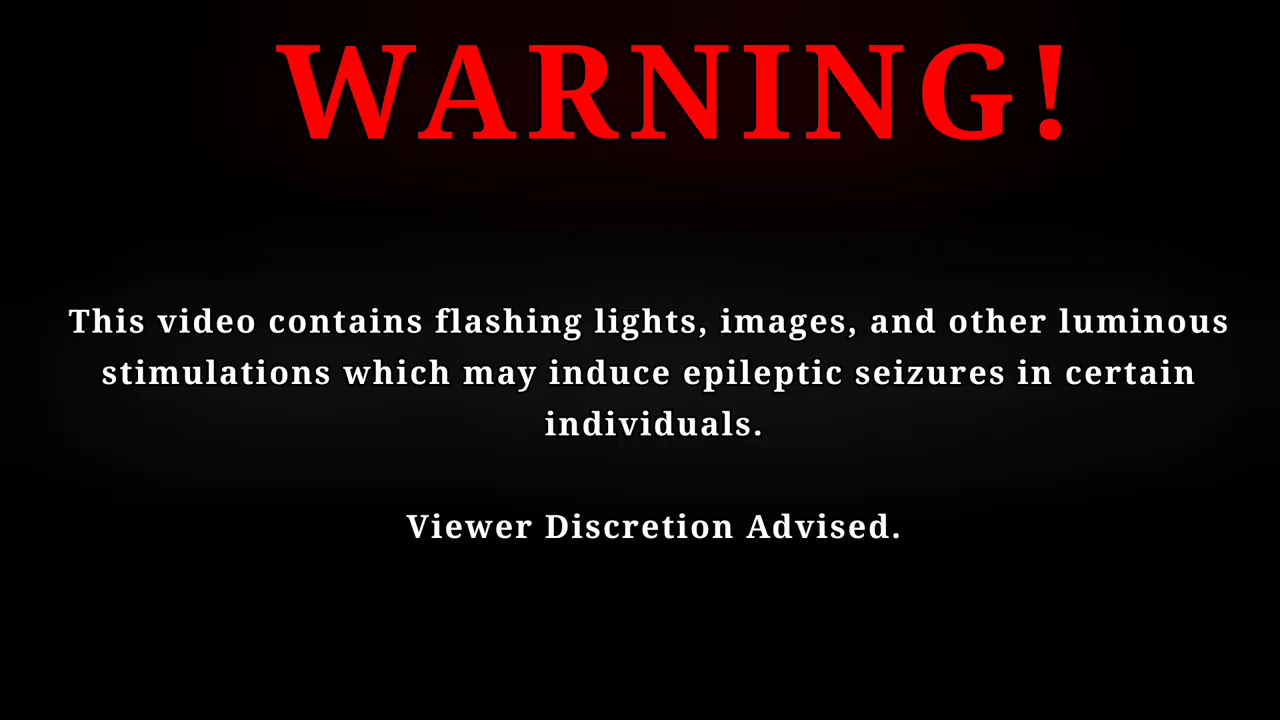 WARNING!
This video contains flashing lights, images, and other luminous
stimulations which may induce epileptic seizures in certain
individuals.
Viewer Discretion Advised.